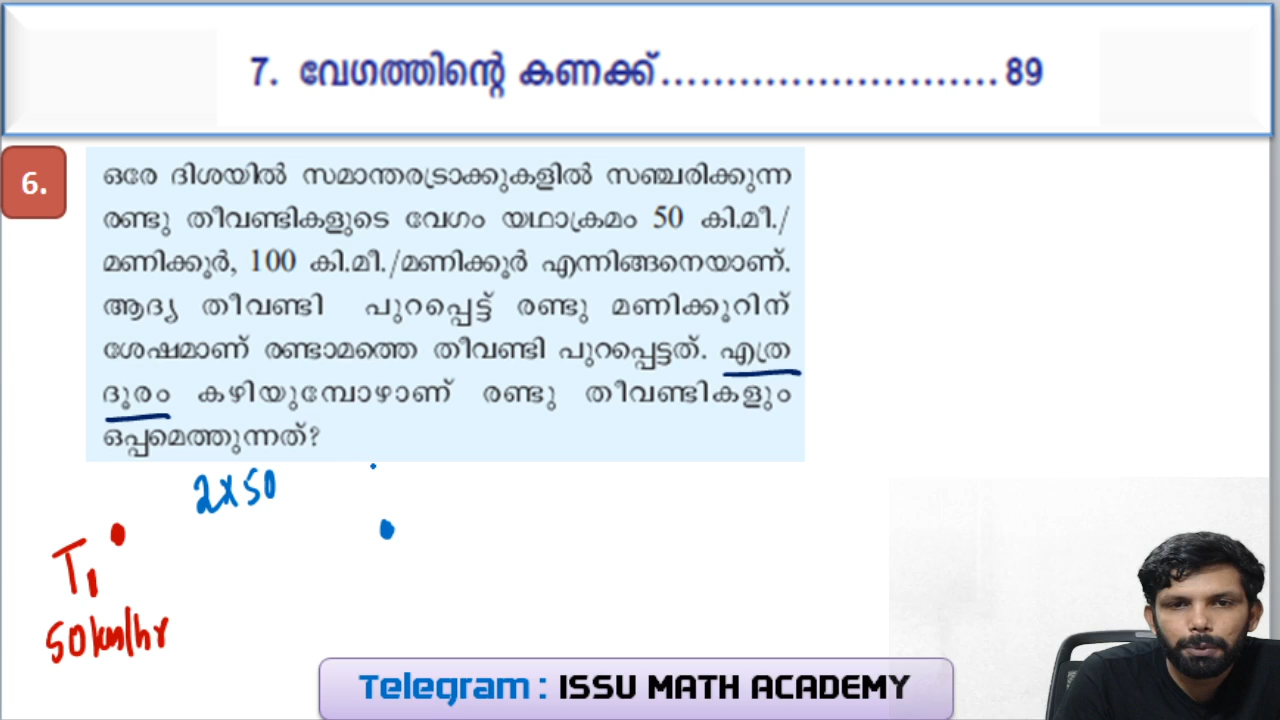 7. വേഗത്തിന്റെ കണക്ക്.........................89
6.
ഒരേ ദിശയിൽ സമാന്തരട്രാക്കുകളിൽ സഞ്ചരിക്കുന്ന
രണ്ടു തീവണ്ടികളുടെ വേഗം യഥാക്രമം 50 കി.മീ./
മണിക്കൂർ, 100 കി.മീ./മണിക്കൂർ എന്നിങ്ങനെയാണ്.
ആദ്യ തീവണ്ടി പുറപ്പെട്ട് രണ്ടു മണിക്കൂറിന്
ശേഷമാണ് രണ്ടാമത്തെ തീവണ്ടി പുറപ്പെട്ടത്. എത്ര
ദൂരം കഴിയുമ്പോഴാണ് രണ്ടു തീവണ്ടികളും
ഒപ്പമെത്തുന്നത്?
2x50
T1
50km/hr
Telegram : ISSU MATH ACADEMY